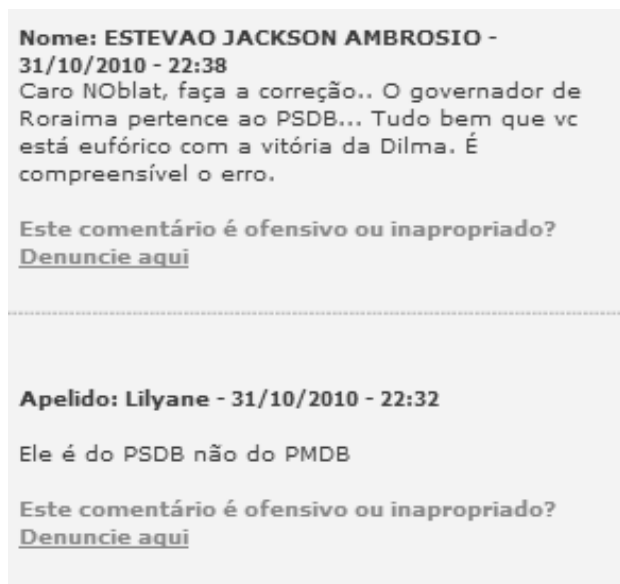 Nome: ESTEVAO JACKSON AMBROSIO -
31/10/2010 - 22:38
Caro NOblat, faça a correção.. O governador de
Roraima pertence ao PSDB... Tudo bem que vc
está eufórico com a vitória da Dilma. É
compreensível o erro.
Este comentário é ofensivo ou inapropriado?
Denuncie aqui
Apelido: Lilyane - 31/10/2010 - 22:32
Ele é do PSDB não do PMDB
Este comentário é ofensivo ou inapropriado?
Denuncie aqui